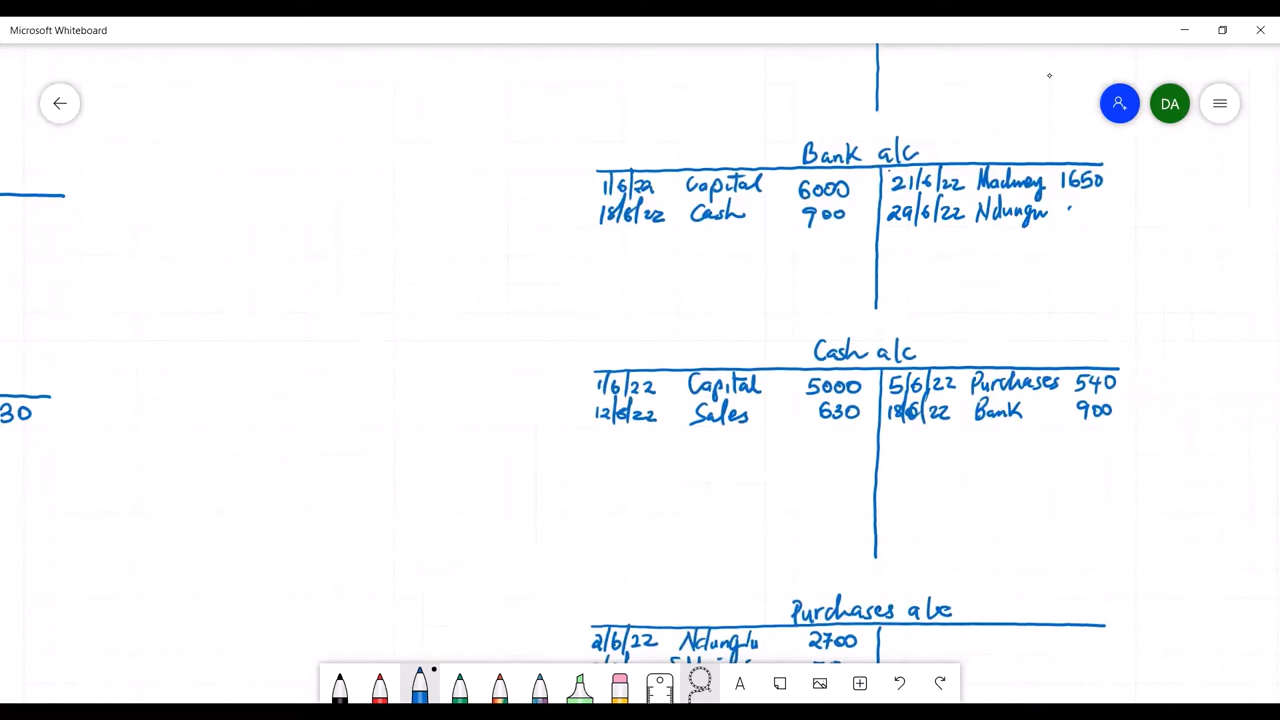 Microsoft Whiteboard
DA
Bank a/c
1/6/22 Capital 6000 21/6/22 1650
18/6/22 Cash 900 29/6/22 Ndungu
Cash a/c
1/6/22 Capital 5000 5/6/22 Purchases 540
12/6/22 Sales 630 18/6/22 Bank 900
30
Purchases a/c
2/6/22 Ndungu 2700
A